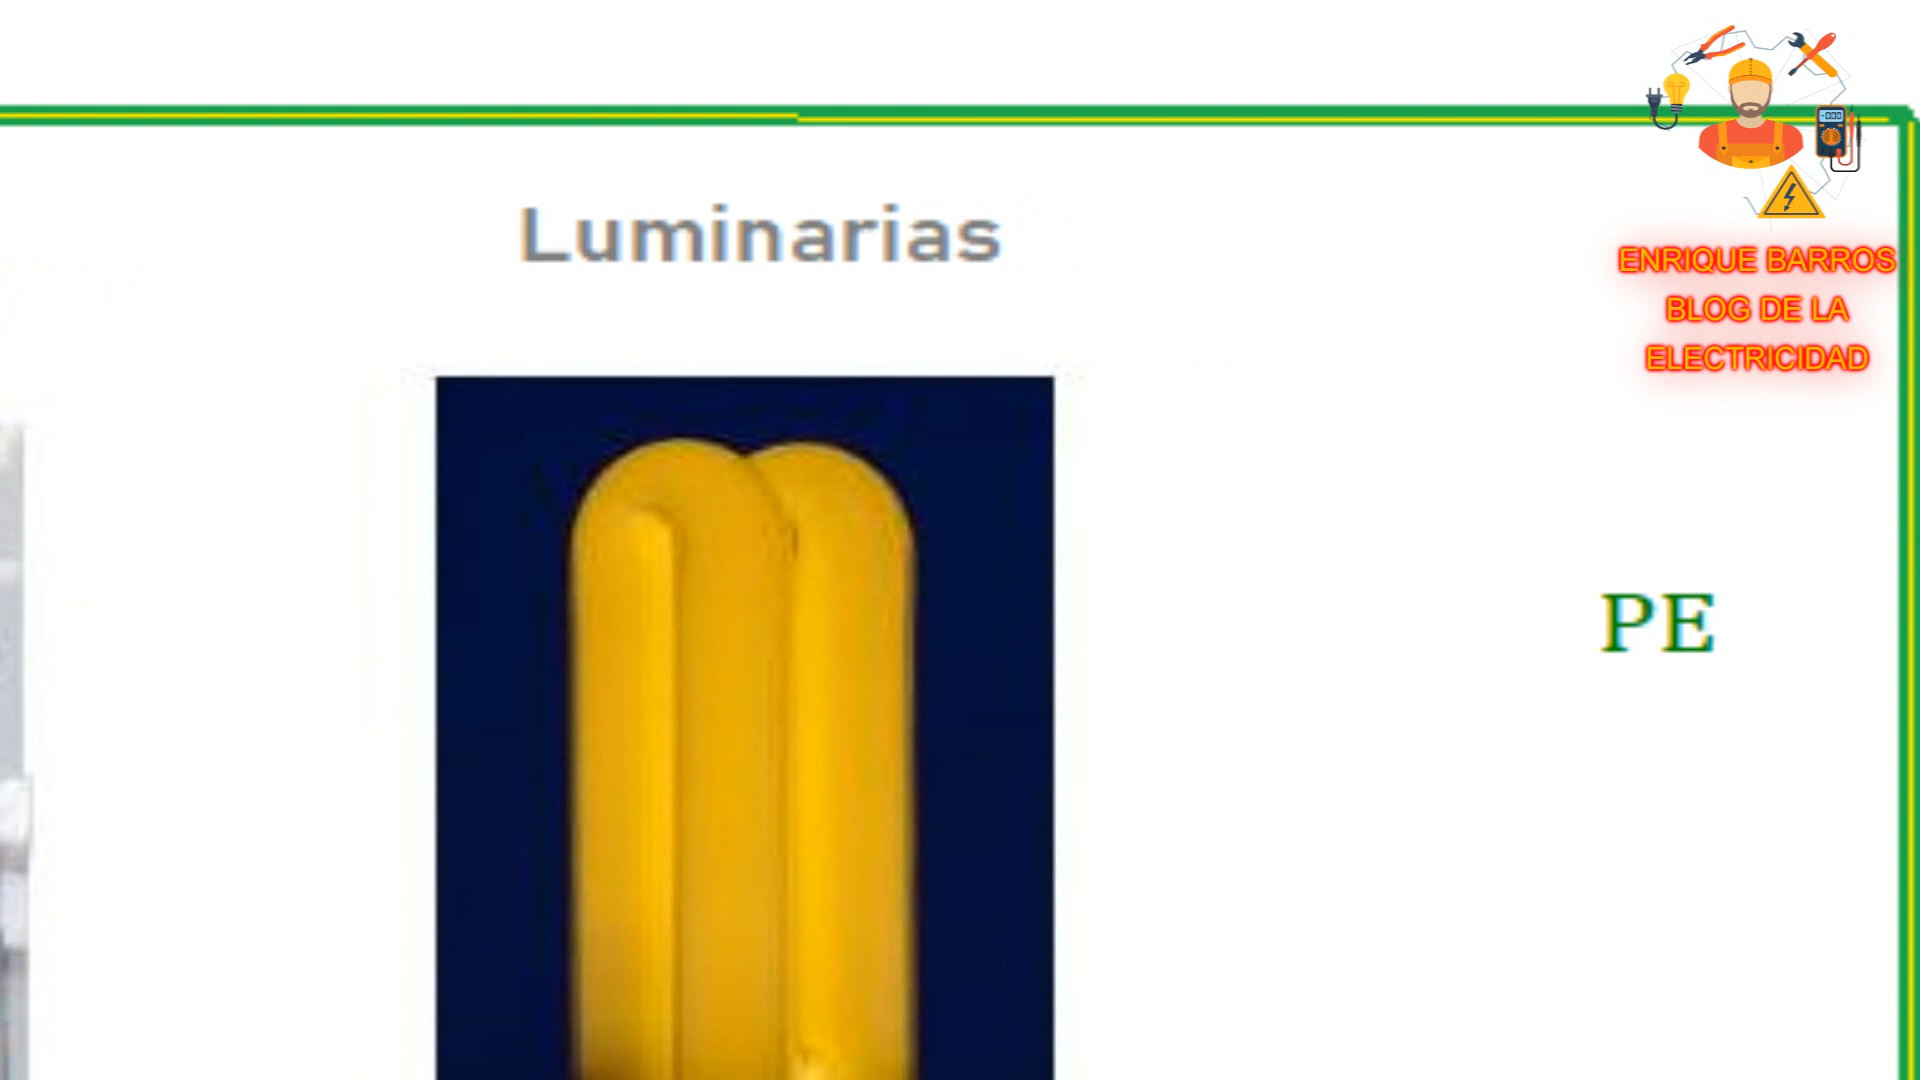 Luminarias
ENRIQUE BARROS
BLOG DE LA
ELECTRICIDAD
PE